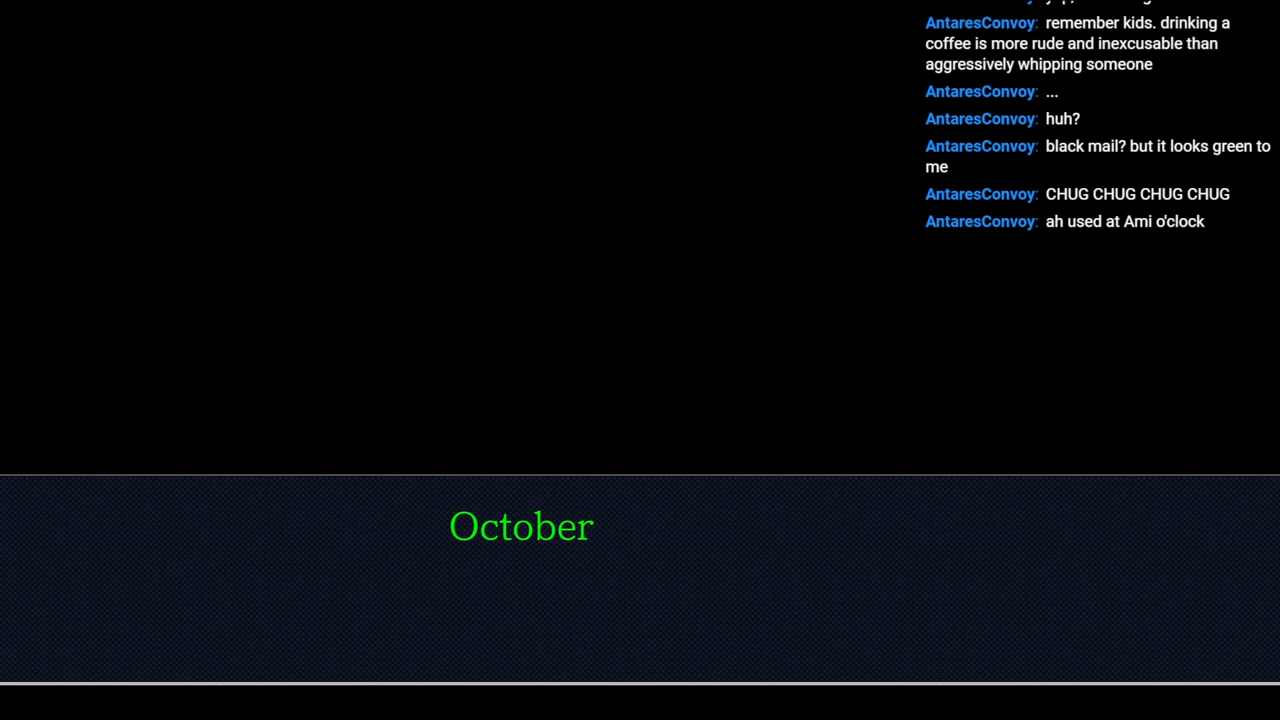 AntaresConvoy: remember kids. drinking a
coffee is more rude and inexcusable than
aggressively whipping someone
AntaresConvoy: ...
AntaresConvoy: huh?
AntaresConvoy: black mail? but it looks green to
me
AntaresConvoy: CHUG CHUG CHUG CHUG
AntaresConvoy: ah used at Ami o'clock
October